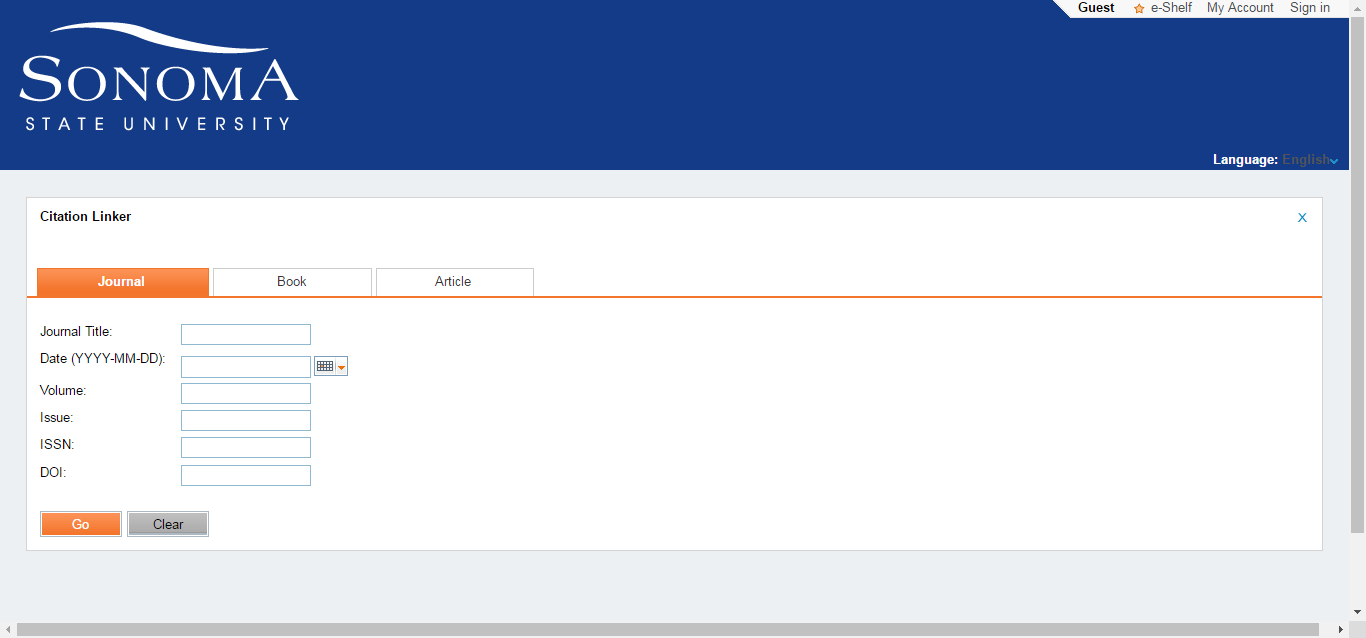 Guest e-Shelf My Account Sign in
SONOMA
STATE UNIVERSITY
Language: English
Citation Linker X
Journal Book Article
Journal Title:
Date (YYYY-MM-DD):
Volume:
Issue:
ISSN:
DOI:
Go Clear